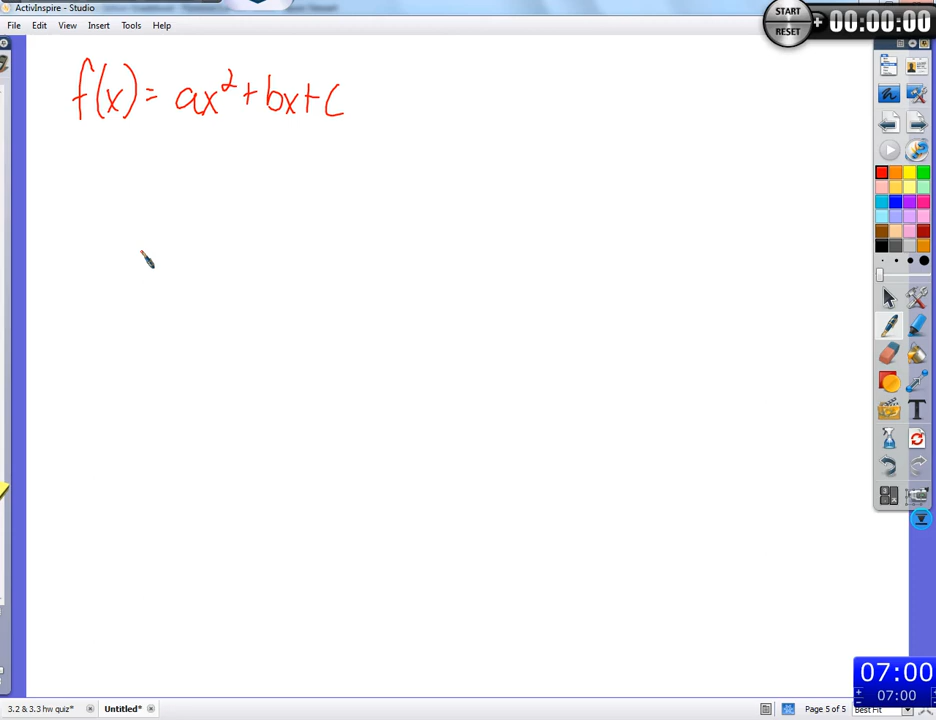 ActivInspire - Studio
START
RESET
00:00:00
File Edit View Insert Tools Help
f(x) = ax² + bx + c
T
07:00
07:00
3.2 & 3.3 hw quiz*
Untitled*
Page 5 of 5
Best Fit